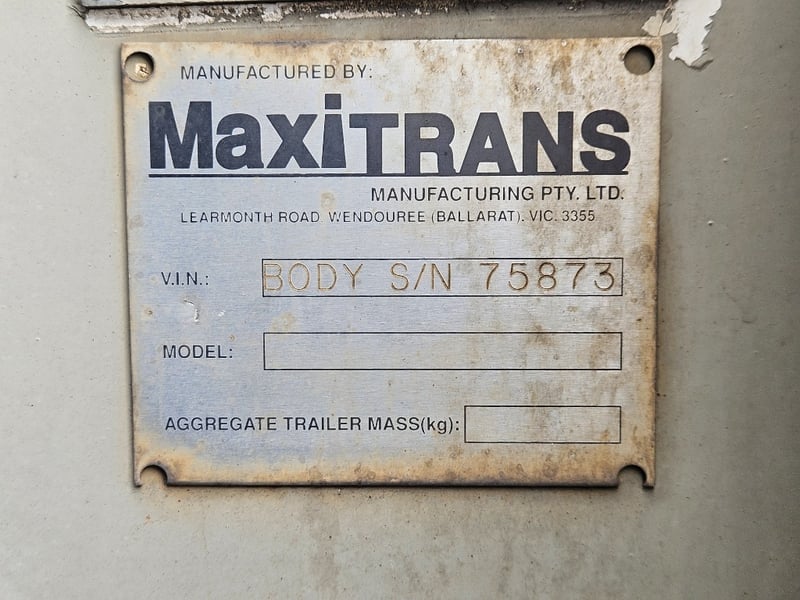 MANUFACTURED BY:
MaxiTRANS
MANUFACTURING PTY. LTD.
LEARMONTH ROAD, WENDOUREE (BALLARAT). VIC. 3355
V.I.N.: BODY S/N 75873
MODEL:
AGGREGATE TRAILER MASS(kg):